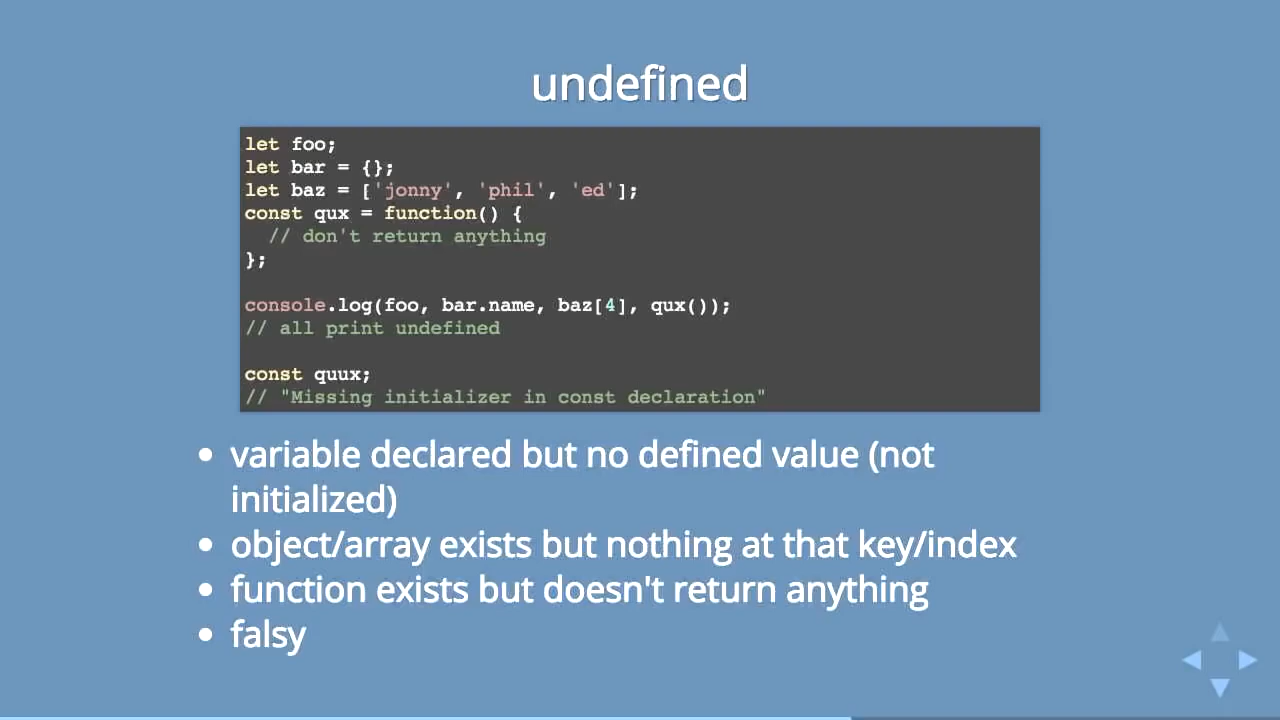 undefined
let foo;
let bar = {};
let baz = ['jonny', 'phil', 'ed'];
const qux = function() {
  // don't return anything
};
console.log(foo, bar.name, baz[4], qux());
// all print undefined
const quux;
// "Missing initializer in const declaration"
• variable declared but no defined value (not
initialized)
• object/array exists but nothing at that key/index
• function exists but doesn't return anything
• falsy